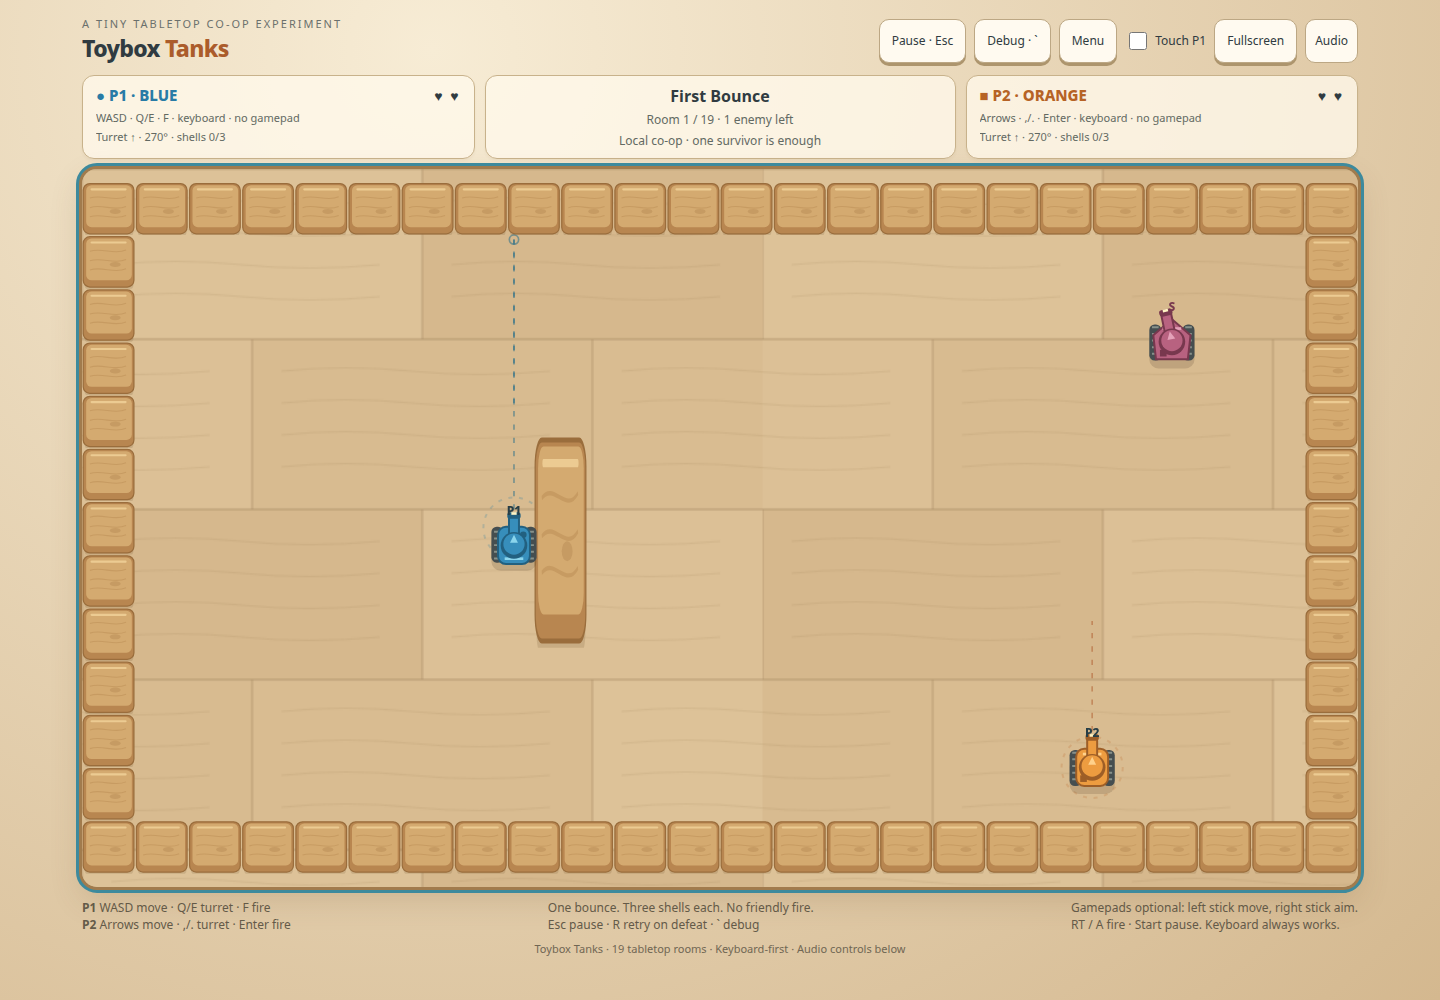 A TINY TABLETOP CO-OP EXPERIMENT
Toybox Tanks
Pause · Esc
Debug · `
Menu
Touch P1
Fullscreen
Audio
● P1 · BLUE
♥ ♥
WASD · Q/E · F · keyboard · no gamepad
Turret ↑ · 270° · shells 0/3
First Bounce
Room 1 / 19 · 1 enemy left
Local co-op · one survivor is enough
■ P2 · ORANGE
♥ ♥
Arrows · ,/. · Enter · keyboard · no gamepad
Turret ↑ · 270° · shells 0/3
S
P1
P2
P1 WASD move · Q/E turret · F fire
P2 Arrows move · ,/. turret · Enter fire
One bounce. Three shells each. No friendly fire.
Esc pause · R retry on defeat · ` debug
Gamepads optional: left stick move, right stick aim.
RT / A fire · Start pause. Keyboard always works.
Toybox Tanks · 19 tabletop rooms · Keyboard-first · Audio controls below